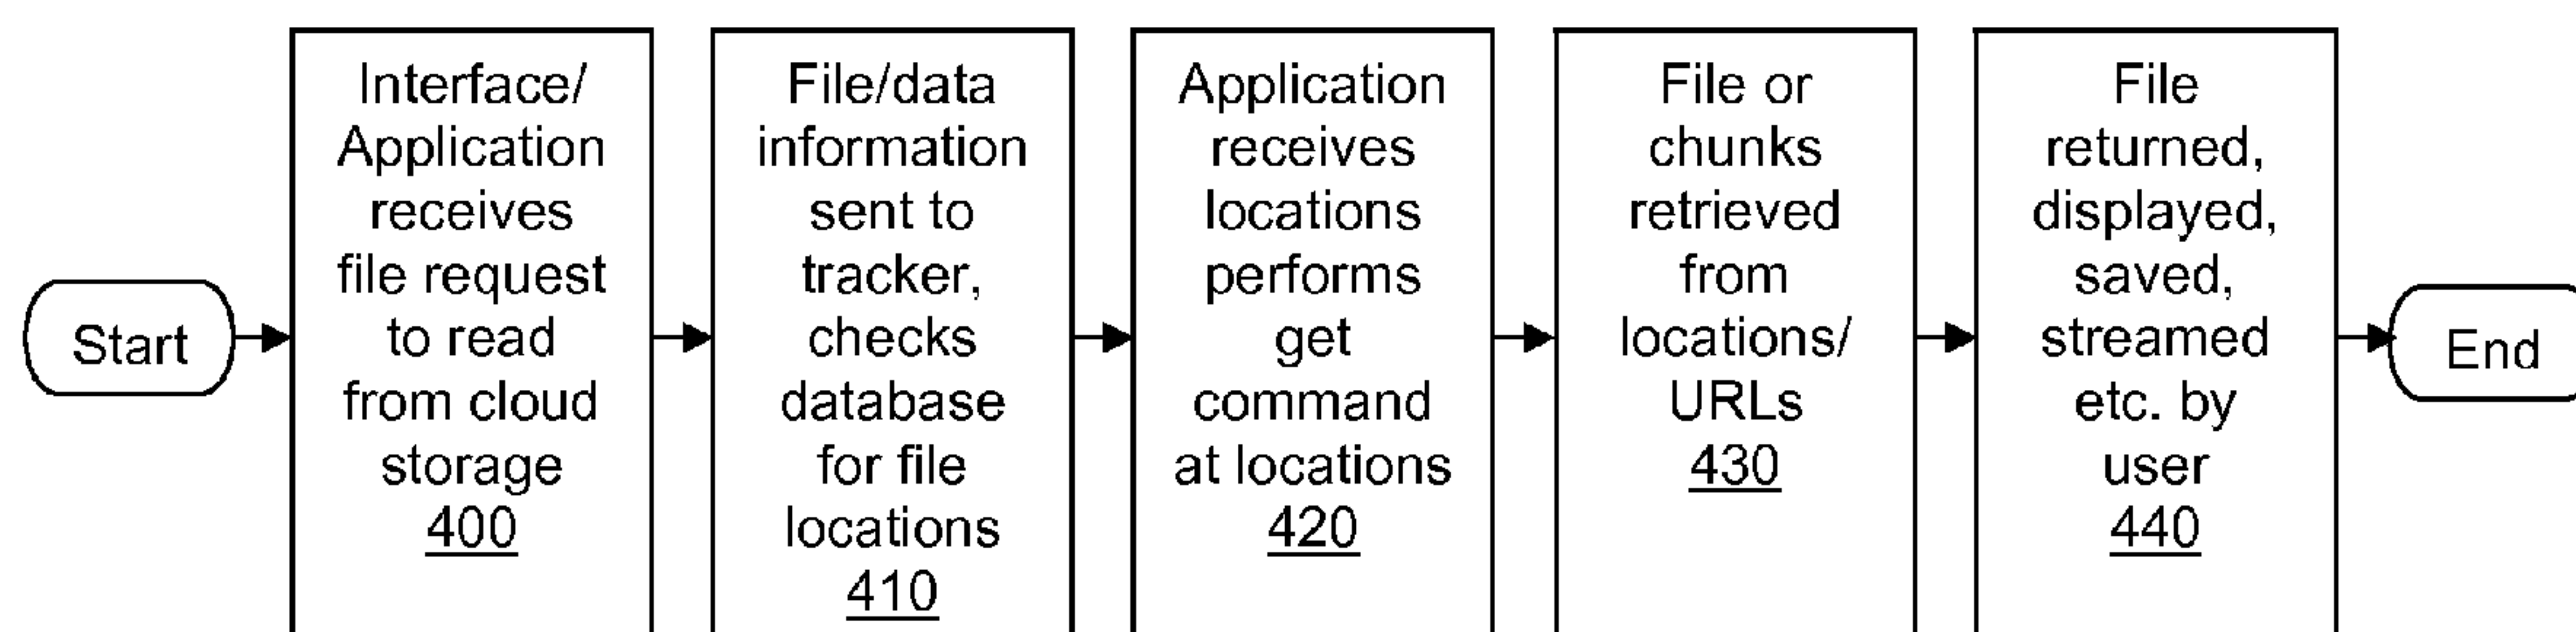 Start
Interface/
Application
receives
file request
to read
from cloud
storage
400
File/data
information
sent to
tracker,
checks
database
for file
locations
410
Application
receives
locations
performs
get
command
at locations
420
File or
chunks
retrieved
from
locations/
URLs
430
File
returned,
displayed,
saved,
streamed
etc. by
user
440
End